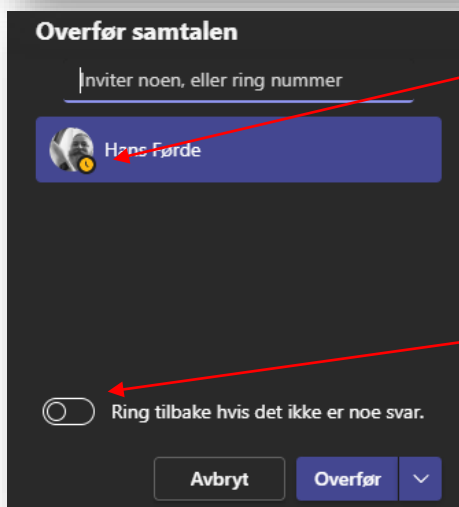 Overfør samtalen
Inviter noen, eller ring nummer
Hans Førde
Ring tilbake hvis det ikke er noe svar.
Avbryt
Overfør